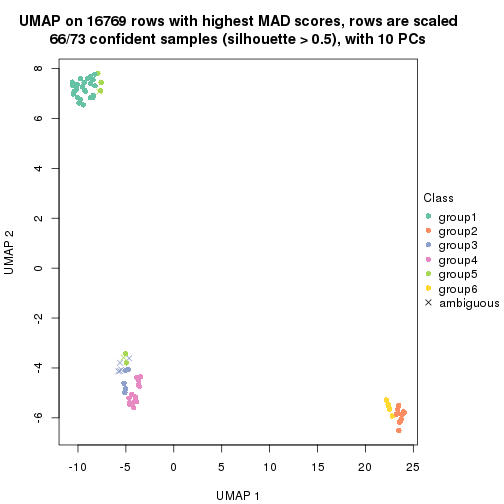 UMAP on 16769 rows with highest MAD scores, rows are scaled
66/73 confident samples (silhouette > 0.5), with 10 PCs
8
6
4
2
0
-2
-4
-6
UMAP 2
-10
-5
0
5
10
15
20
25
UMAP 1
Class
group1
group2
group3
group4
group5
group6
ambiguous